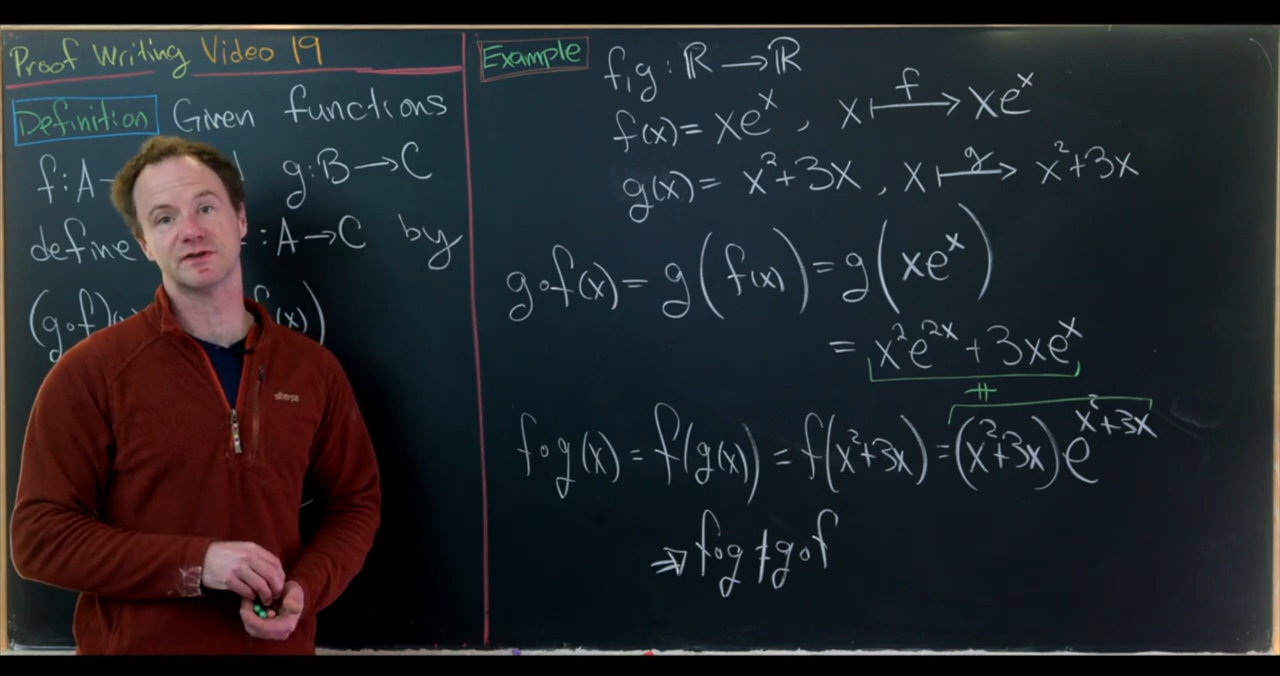 Proof Writing Video 19
Definition Given functions
f: A→ g: B→C
define : A→C by
(g∘f) (x))
Example f, g : ℝ → ℝ
f(x) = xeˣ , x ↦ᶠ xeˣ
g(x) = x² + 3x , x ↦ᵍ x² + 3x
g∘f(x) = g(f(x)) = g(xeˣ)
= x²e²ˣ + 3xeˣ
≠
f∘g(x) = f(g(x)) = f(x²+3x) = (x²+3x) e^{x²+3x}
⇒ f∘g ≠ g∘f